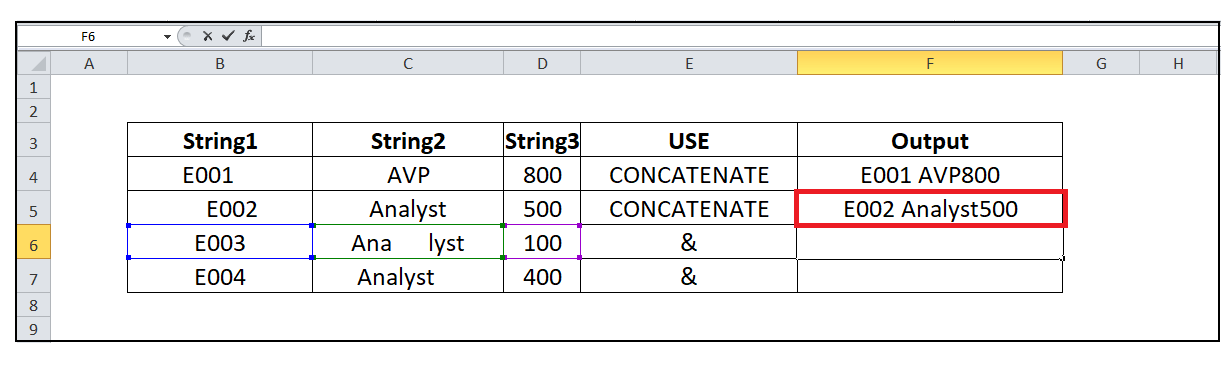 F6 fx
A B C D E F G H
1
2
3 String1 String2 String3 USE Output
4 E001 AVP 800 CONCATENATE E001 AVP800
5 E002 Analyst 500 CONCATENATE E002 Analyst500
6 E003 Ana lyst 100 &
7 E004 Analyst 400 &
8
9